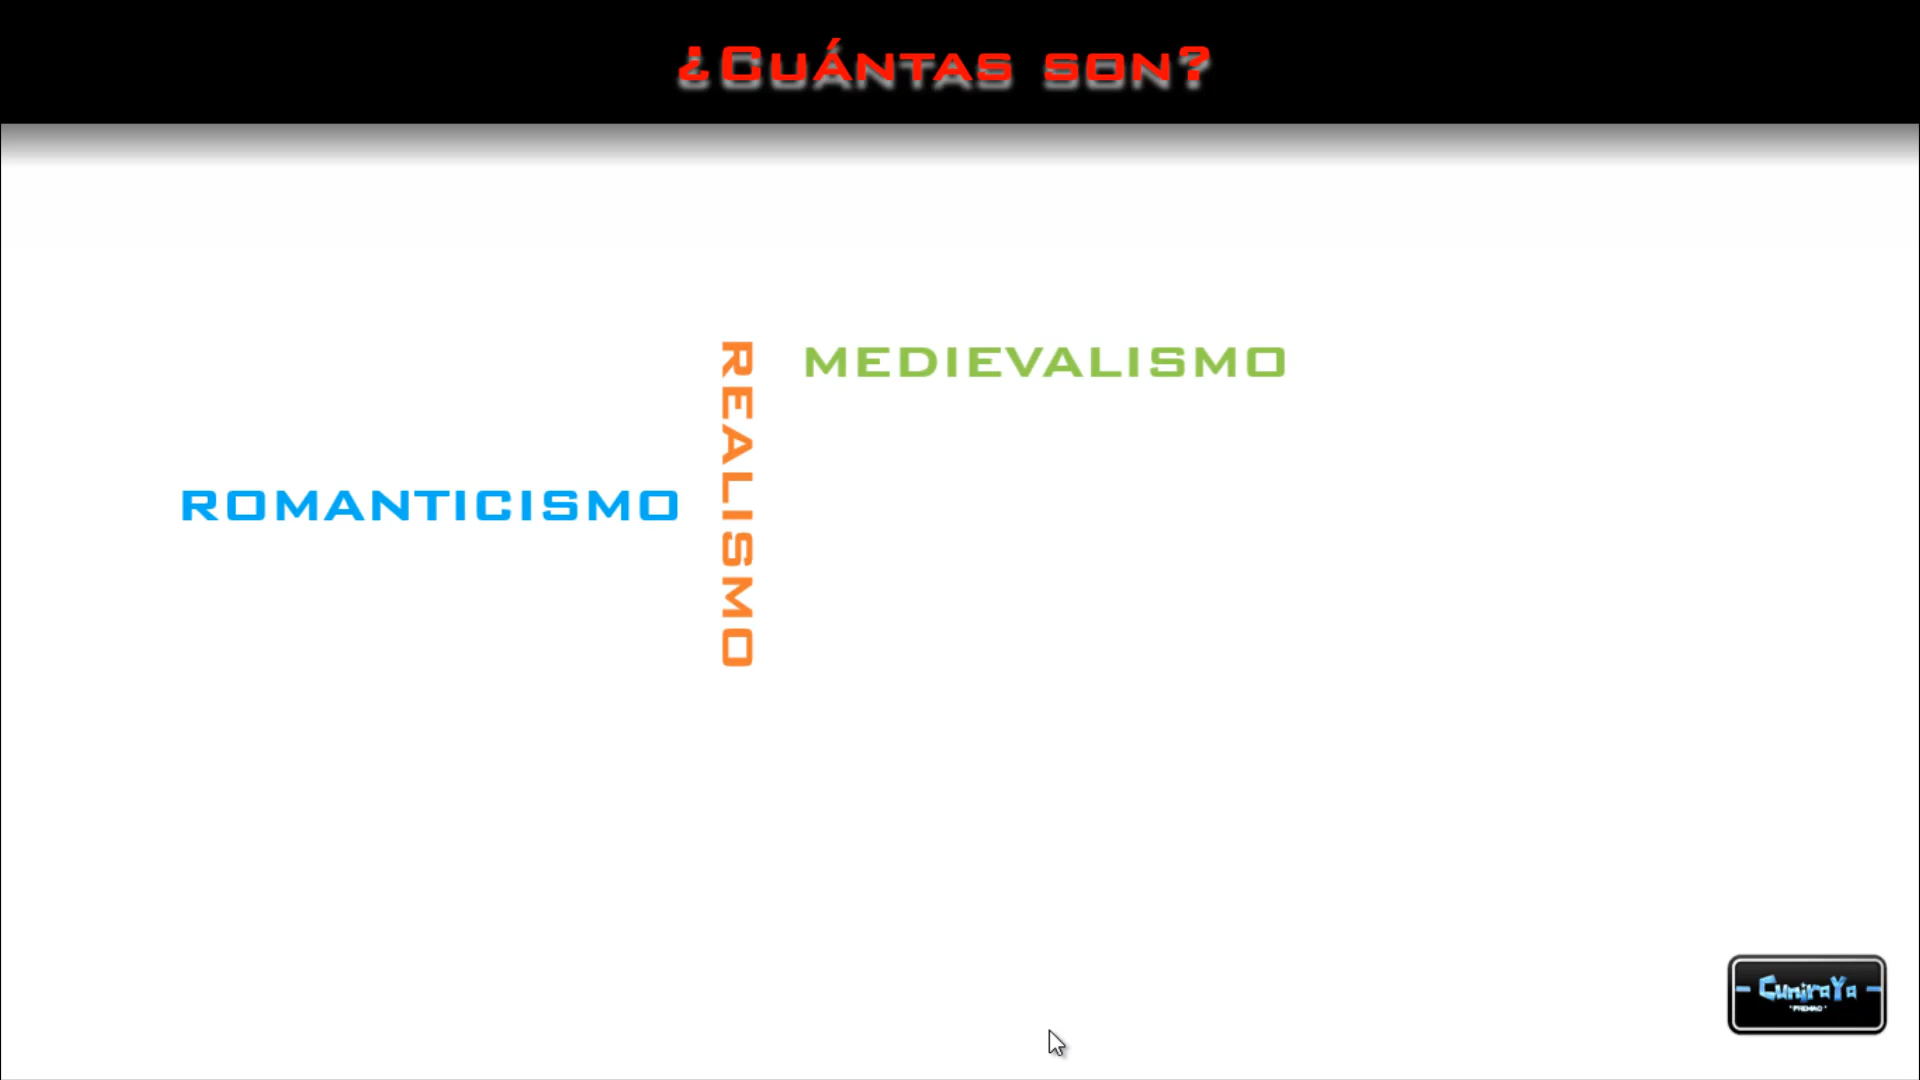 ¿Cuántas son?
MEDIEVALISMO
REALISMO
ROMANTICISMO
CuniraYa